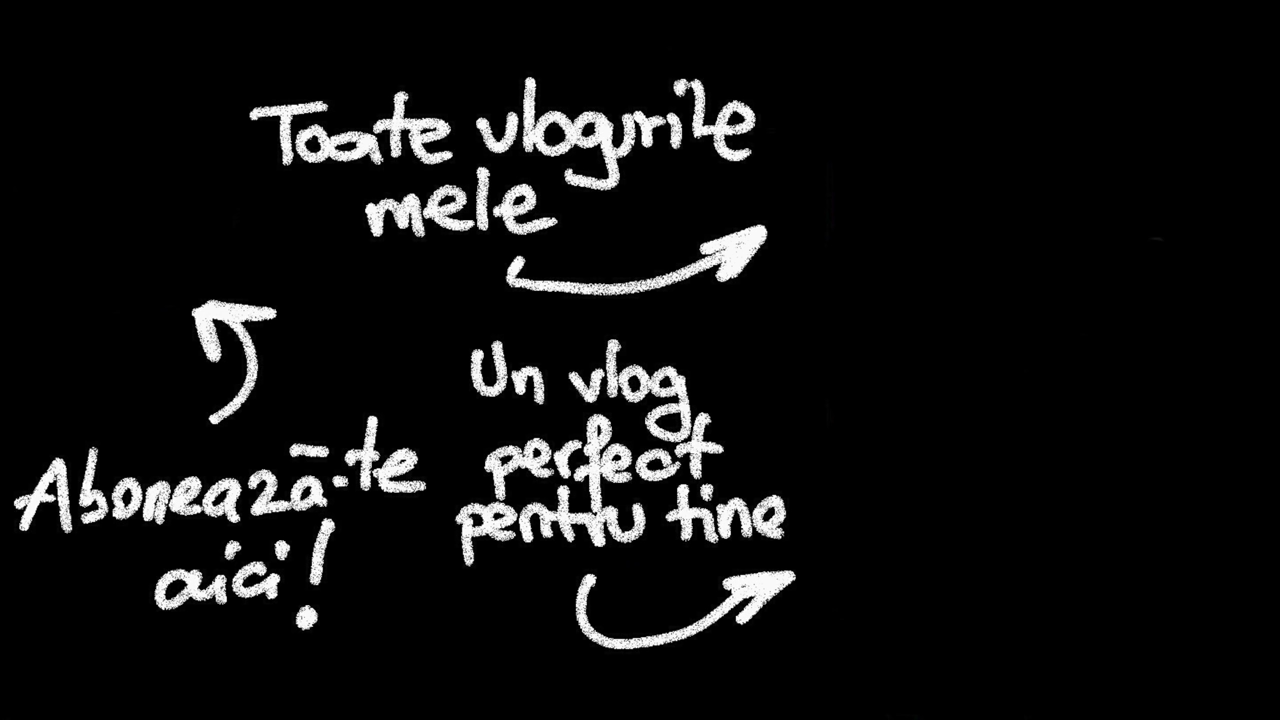 Toate vlogurile
mele
Un vlog
perfect
pentru tine
Abonează-te
aici!